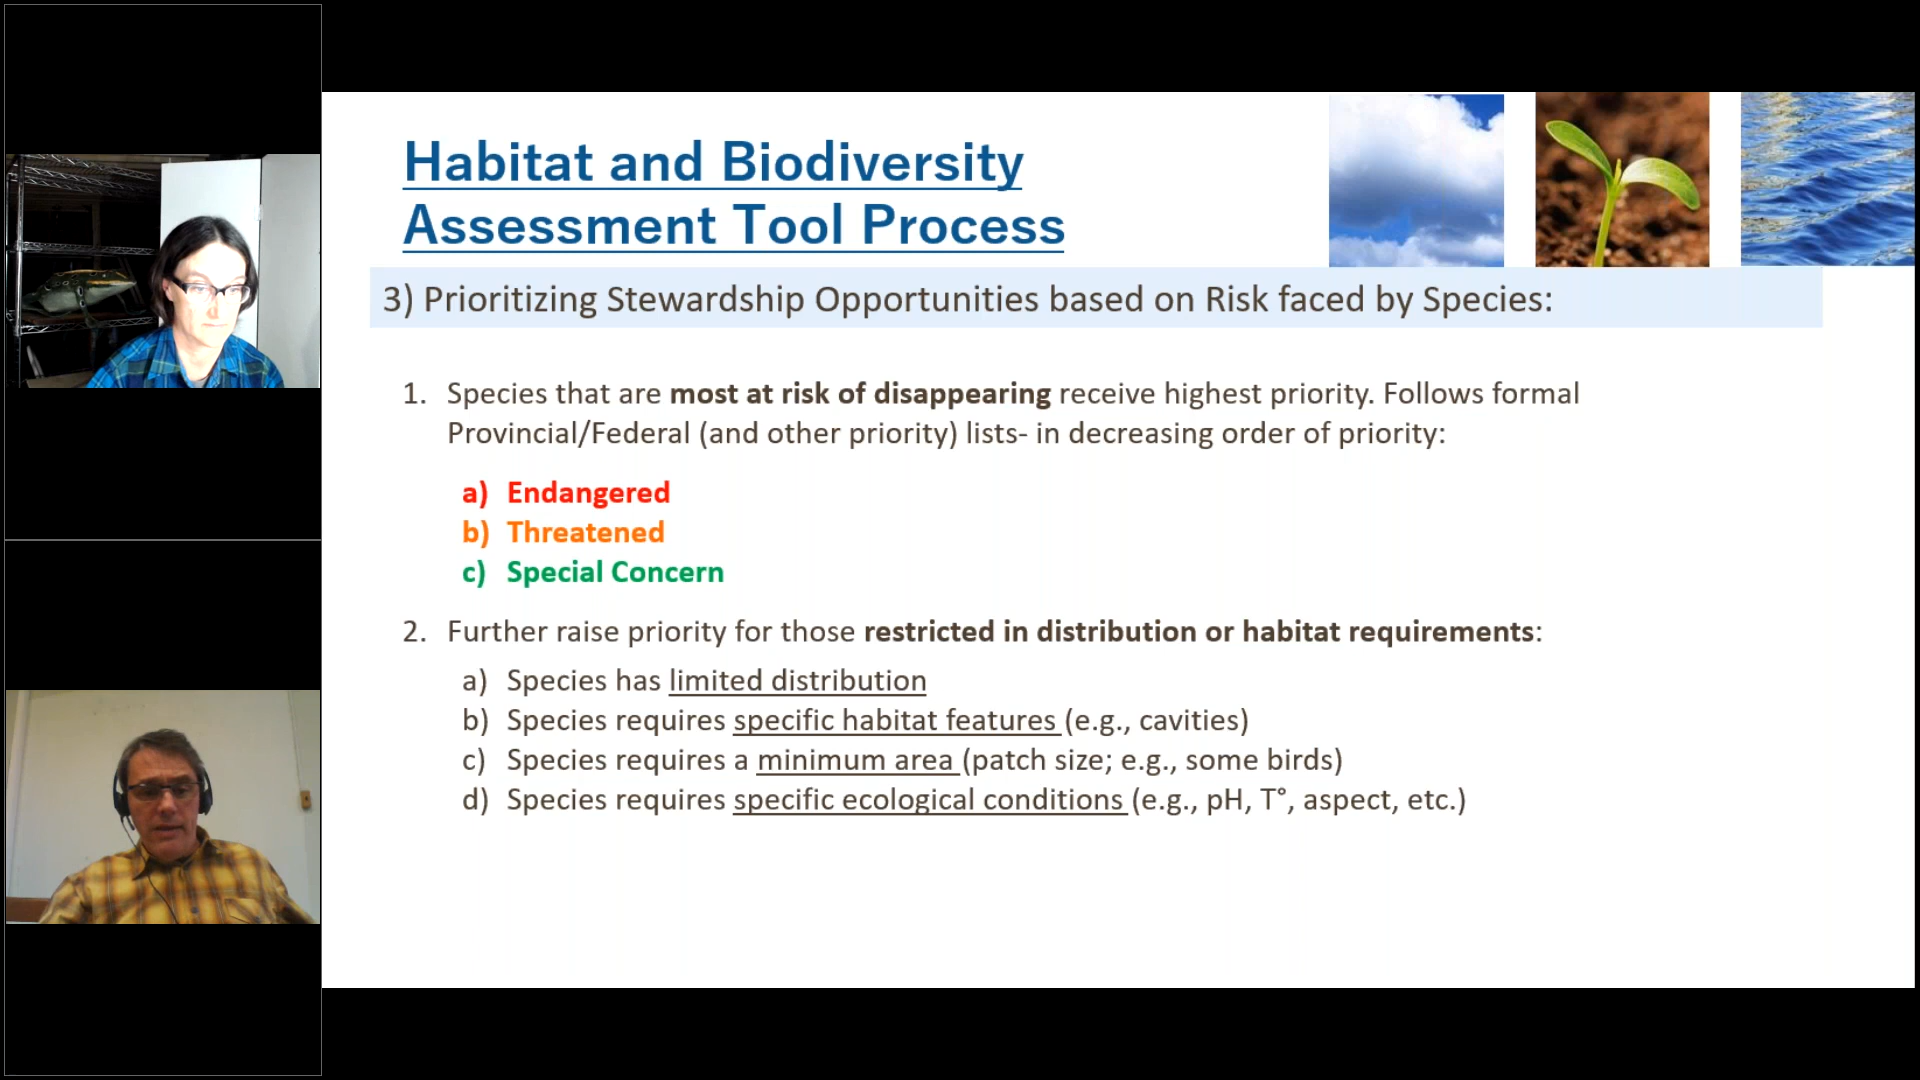 Habitat and Biodiversity
Assessment Tool Process
3) Prioritizing Stewardship Opportunities based on Risk faced by Species:
1. Species that are most at risk of disappearing receive highest priority. Follows formal
Provincial/Federal (and other priority) lists- in decreasing order of priority:
a) Endangered
b) Threatened
c) Special Concern
2. Further raise priority for those restricted in distribution or habitat requirements:
a) Species has limited distribution
b) Species requires specific habitat features (e.g., cavities)
c) Species requires a minimum area (patch size; e.g., some birds)
d) Species requires specific ecological conditions (e.g., pH, T°, aspect, etc.)